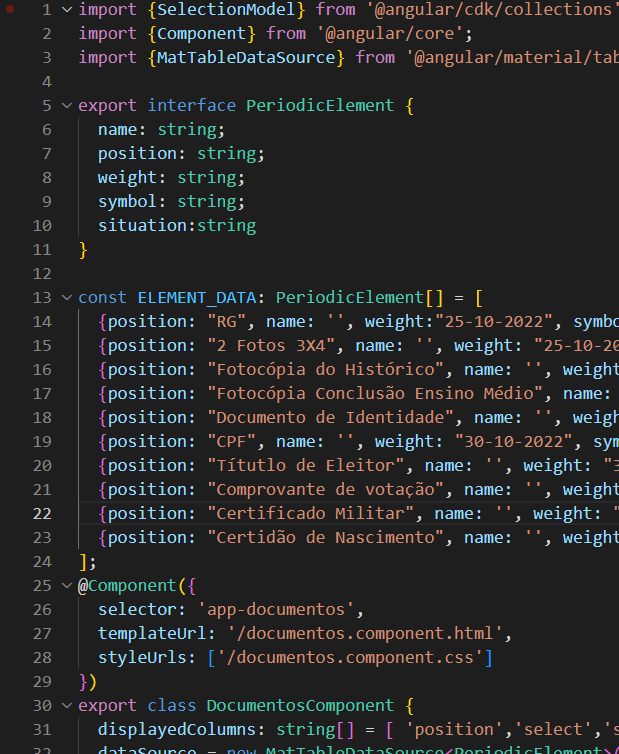 1 import {SelectionModel} from '@angular/cdk/collections'
2 import {Component} from '@angular/core';
3 import {MatTableDataSource} from '@angular/material/tab
4
5 export interface PeriodicElement {
6 name: string;
7 position: string;
8 weight: string;
9 symbol: string;
10 situation:string
11 }
12
13 const ELEMENT_DATA: PeriodicElement[] = [
14 {position: "RG", name: '', weight:"25-10-2022", symbo
15 {position: "2 Fotos 3X4", name: '', weight: "25-10-20
16 {position: "Fotocópia do Histórico", name: '', weight
17 {position: "Fotocópia Conclusão Ensino Médio", name:
18 {position: "Documento de Identidade", name: '', weigh
19 {position: "CPF", name: '', weight: "30-10-2022", sym
20 {position: "Títutlo de Eleitor", name: '', weight: "3
21 {position: "Comprovante de votação", name: '', weight
22 {position: "Certificado Militar", name: '', weight: "
23 {position: "Certidão de Nascimento", name: '', weight
24 ];
25 @Component({
26 selector: 'app-documentos',
27 templateUrl: '/documentos.component.html',
28 styleUrls: ['/documentos.component.css']
29 })
30 export class DocumentosComponent {
31 displayedColumns: string[] = [ 'position','select','s
32 dataSource = new MatTableDataSource<PeriodicElement>(